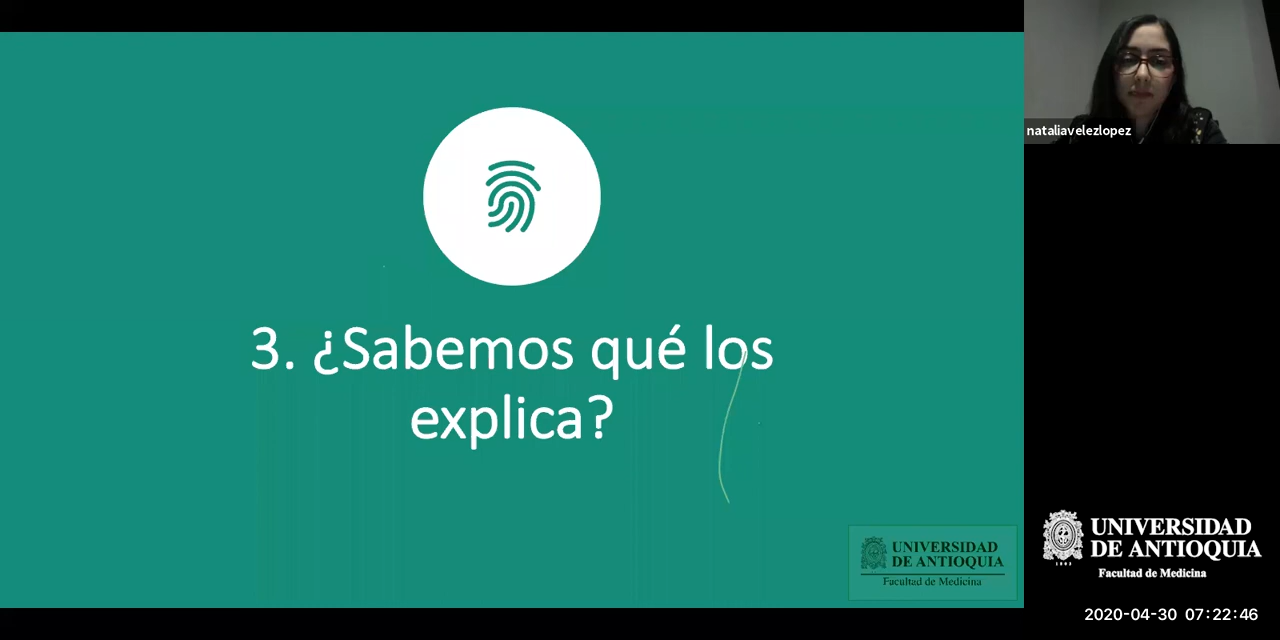 nataliavelezlopez
3. ¿Sabemos qué los
explica?
UNIVERSIDAD
DE ANTIOQUIA
Facultad de Medicina
UNIVERSIDAD
DE ANTIOQUIA
1803
Facultad de Medicina
2020-04-30 07:22:46